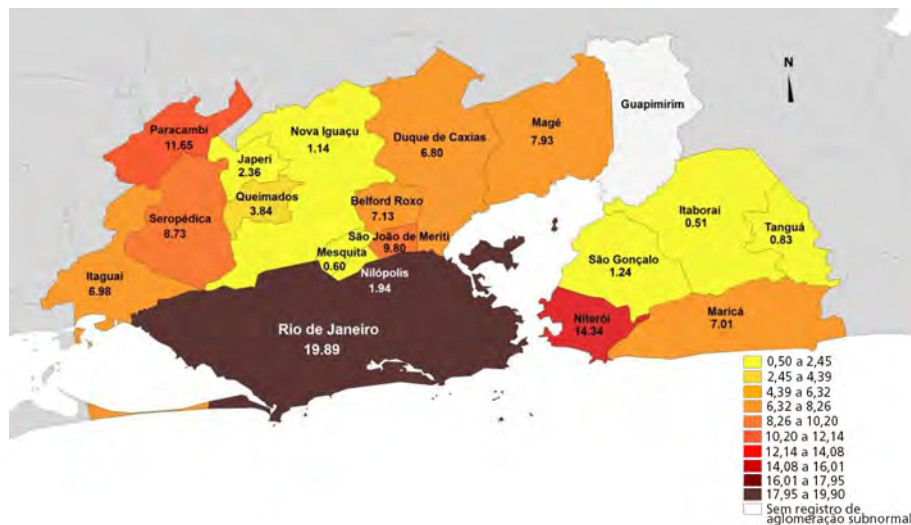 N
Guapimirim
Paracambi
11.65
Nova Iguaçu
1.14
Duque de Caxias
6.80
Magé
7.93
Japeri
2.36
Queimados
3.84
Belford Roxo
7.13
Seropédica
8.73
São João de Meriti
9.80
Mesquita
0.60
Nilópolis
1.94
Itaguaí
6.98
Rio de Janeiro
19.89
Itaboraí
0.51
Tanguá
0.83
São Gonçalo
1.24
Niterói
14.34
Maricá
7.01
0,50 a 2,45
2,45 a 4,39
4,39 a 6,32
6,32 a 8,26
8,26 a 10,20
10,20 a 12,14
12,14 a 14,08
14,08 a 16,01
16,01 a 17,95
17,95 a 19,90
Sem registro de
aglomeração subnormal